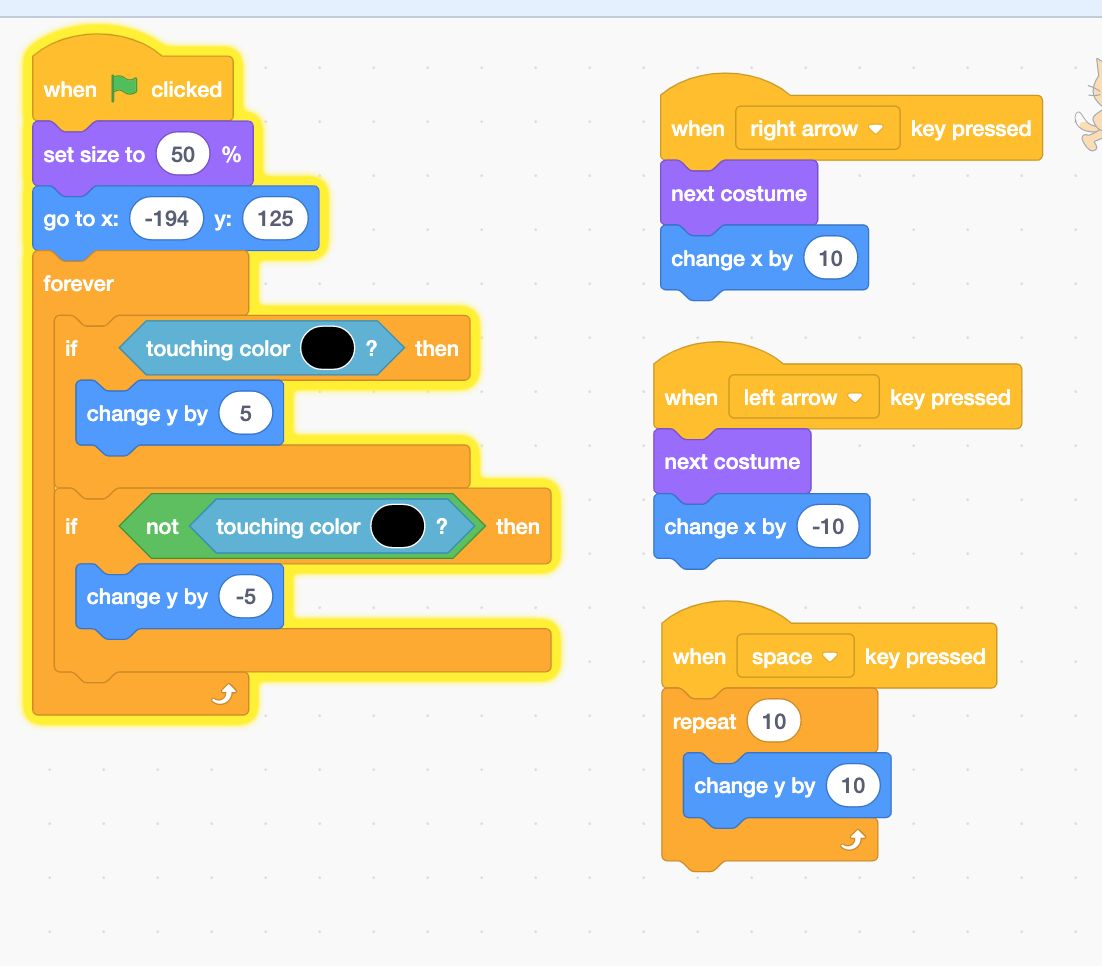 when clicked
set size to 50 %
go to x: -194 y: 125
forever
if touching color ? then
change y by 5
if not touching color ? then
change y by -5
when right arrow key pressed
next costume
change x by 10
when left arrow key pressed
next costume
change x by -10
when space key pressed
repeat 10
change y by 10